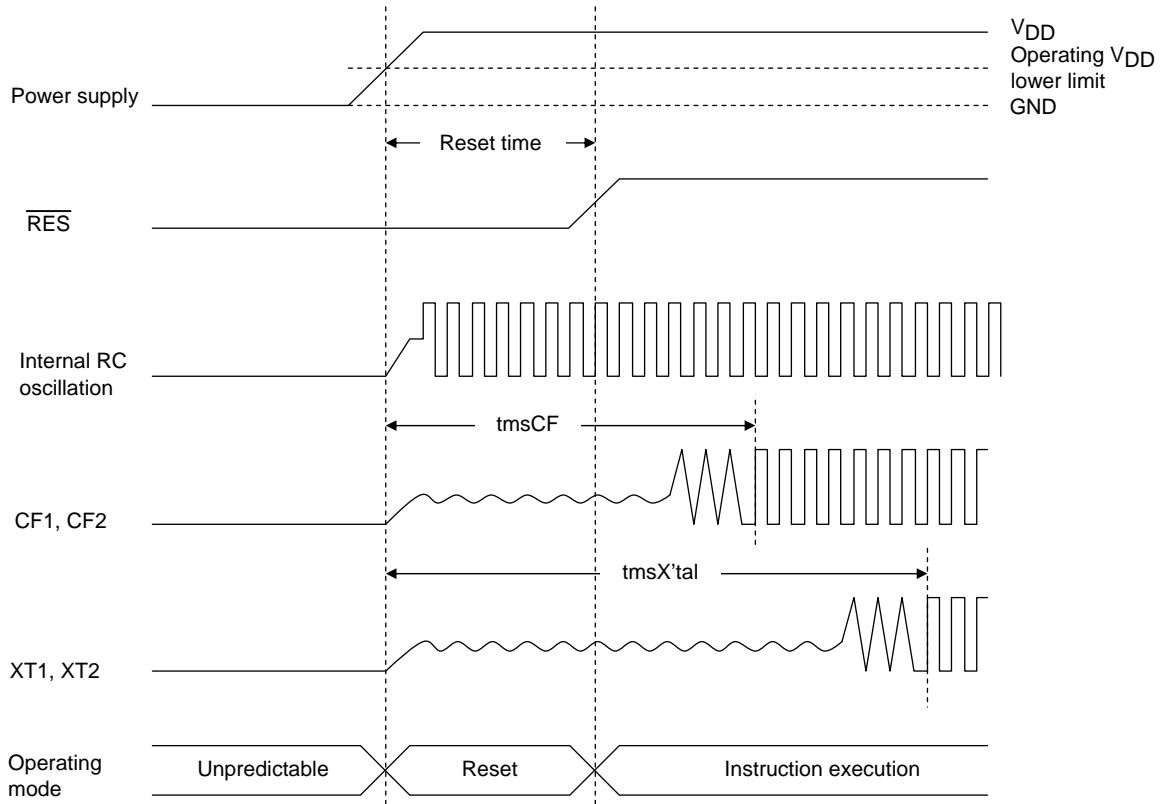 VDD
Operating VDD
lower limit
GND
Power supply
Reset time
RES
Internal RC
oscillation
tmsCF
CF1, CF2
tmsX'tal
XT1, XT2
Operating
mode
Unpredictable
Reset
Instruction execution